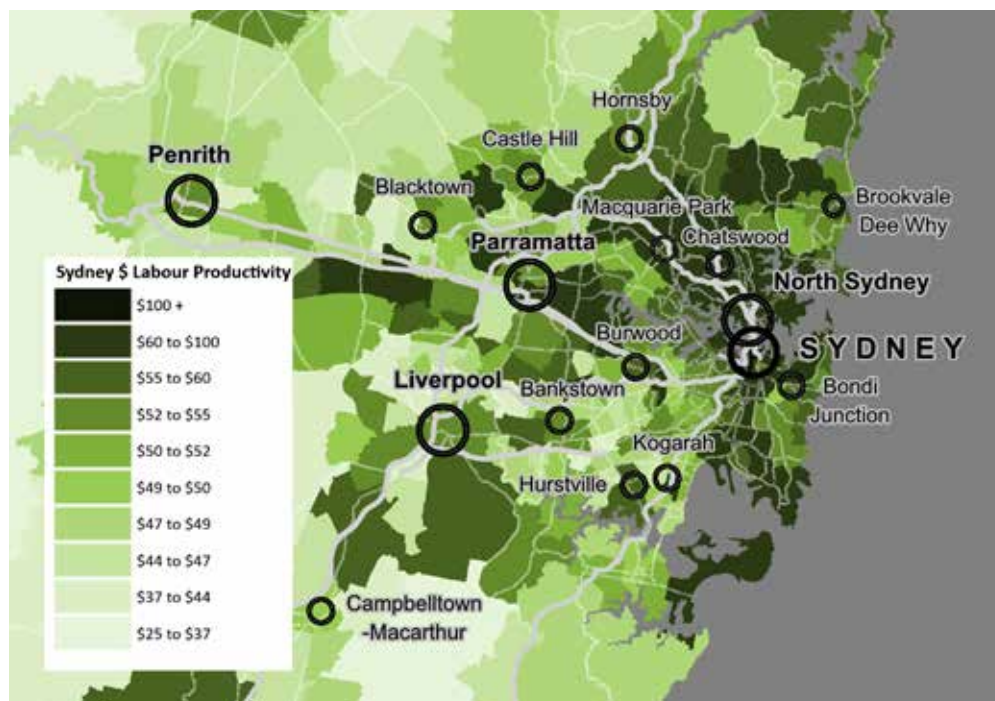 Hornsby
Castle Hill
Penrith
Blacktown
Brookvale
Dee Why
Macquarie Park
Chatswood
Parramatta
North Sydney
Burwood
SYDNEY
Liverpool
Bankstown
Bondi
Junction
Kogarah
Hurstville
Campbelltown
-Macarthur
Sydney $ Labour Productivity
$100 +
$60 to $100
$55 to $60
$52 to $55
$50 to $52
$49 to $50
$47 to $49
$44 to $47
$37 to $44
$25 to $37